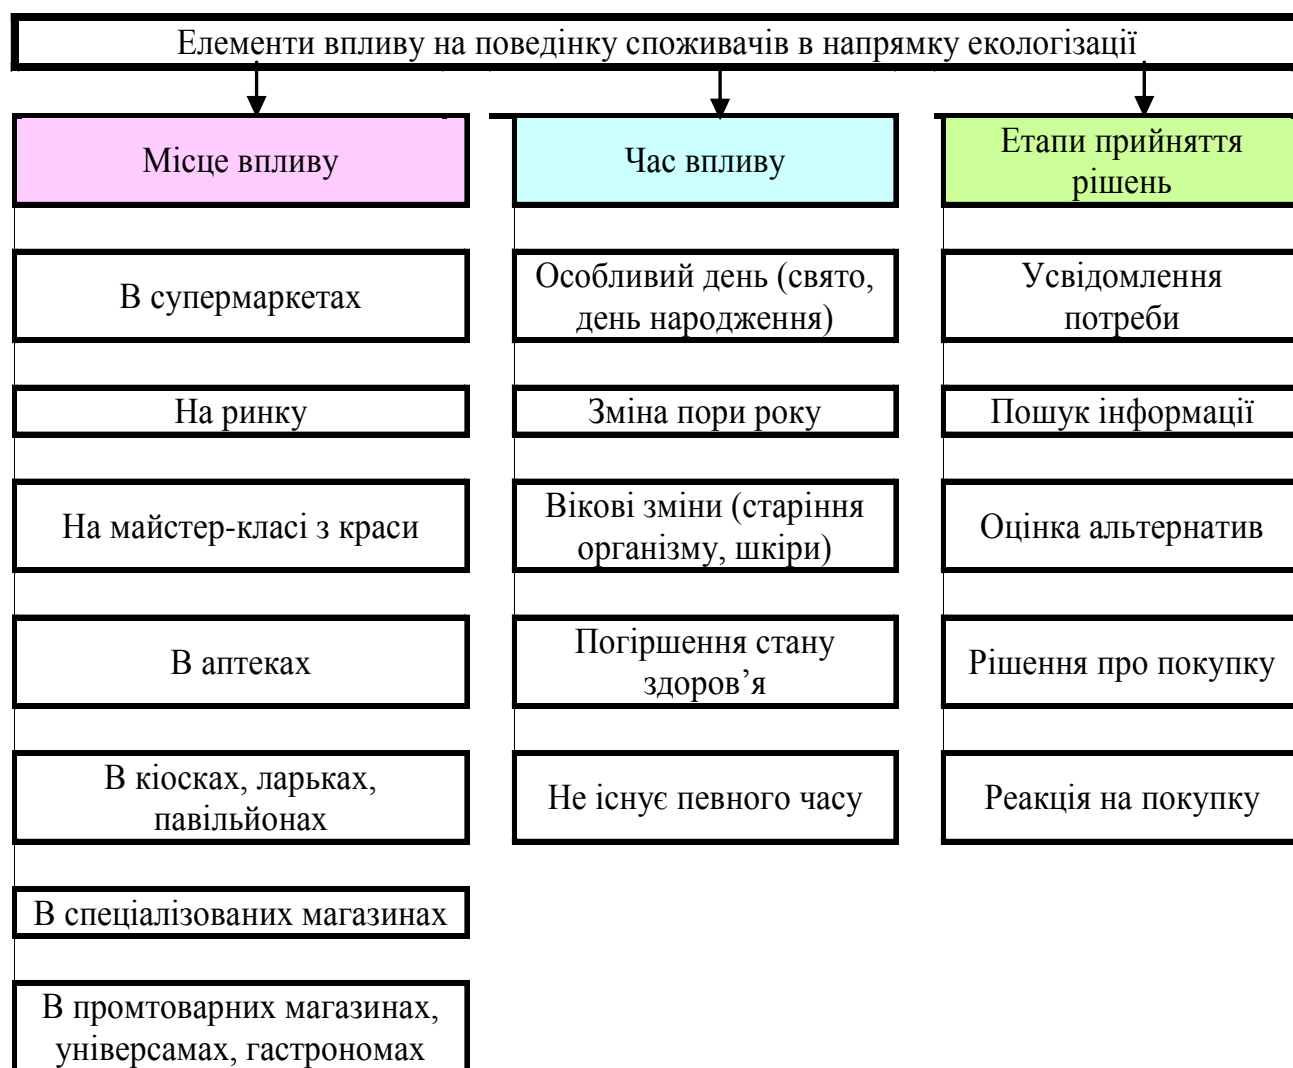 Елементи впливу на поведінку споживачів в напрямку екологізації
Місце впливу
В супермаркетах
На ринку
На майстер-класі з краси
В аптеках
В кіосках, ларьках,
павільйонах
В спеціалізованих магазинах
В промтоварних магазинах,
універсамах, гастрономах
Час впливу
Особливий день (свято,
день народження)
Зміна пори року
Вікові зміни (старіння
організму, шкіри)
Погіршення стану
здоров’я
Не існує певного часу
Етапи прийняття
рішень
Усвідомлення
потреби
Пошук інформації
Оцінка альтернатив
Рішення про покупку
Реакція на покупку